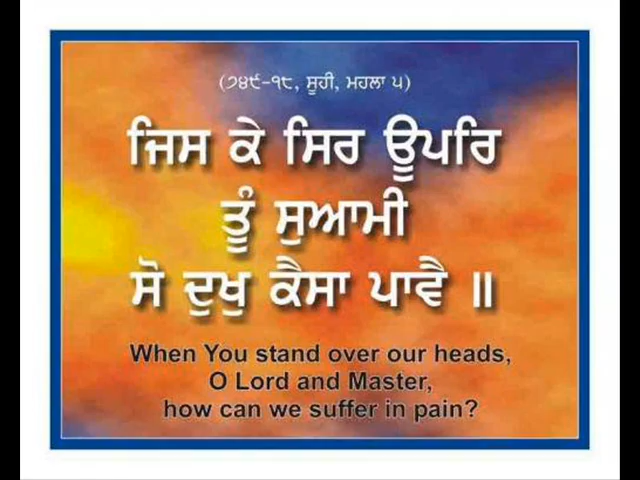 (੭੪੯-੧੮, ਸੂਹੀ, ਮਹਲਾ ੫)
ਜਿਸ ਕੇ ਸਿਰ ਊਪਰਿ
ਤੂੰ ਸੁਆਮੀ
ਸੋ ਦੁਖੁ ਕੈਸਾ ਪਾਵੈ ॥
When You stand over our heads,
O Lord and Master,
how can we suffer in pain?